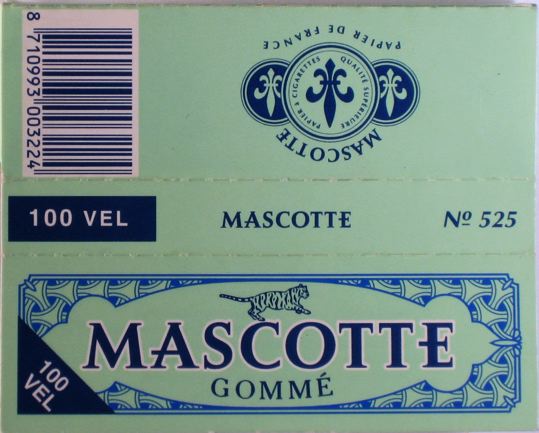 8 710993 003224
PAPIER DE FRANCE
PAPIER À CIGARETTES
QUALITÉ SUPÉRIEURE
MASCOTTE
100 VEL
MASCOTTE
Nº 525
MASCOTTE
GOMMÉ
100
VEL